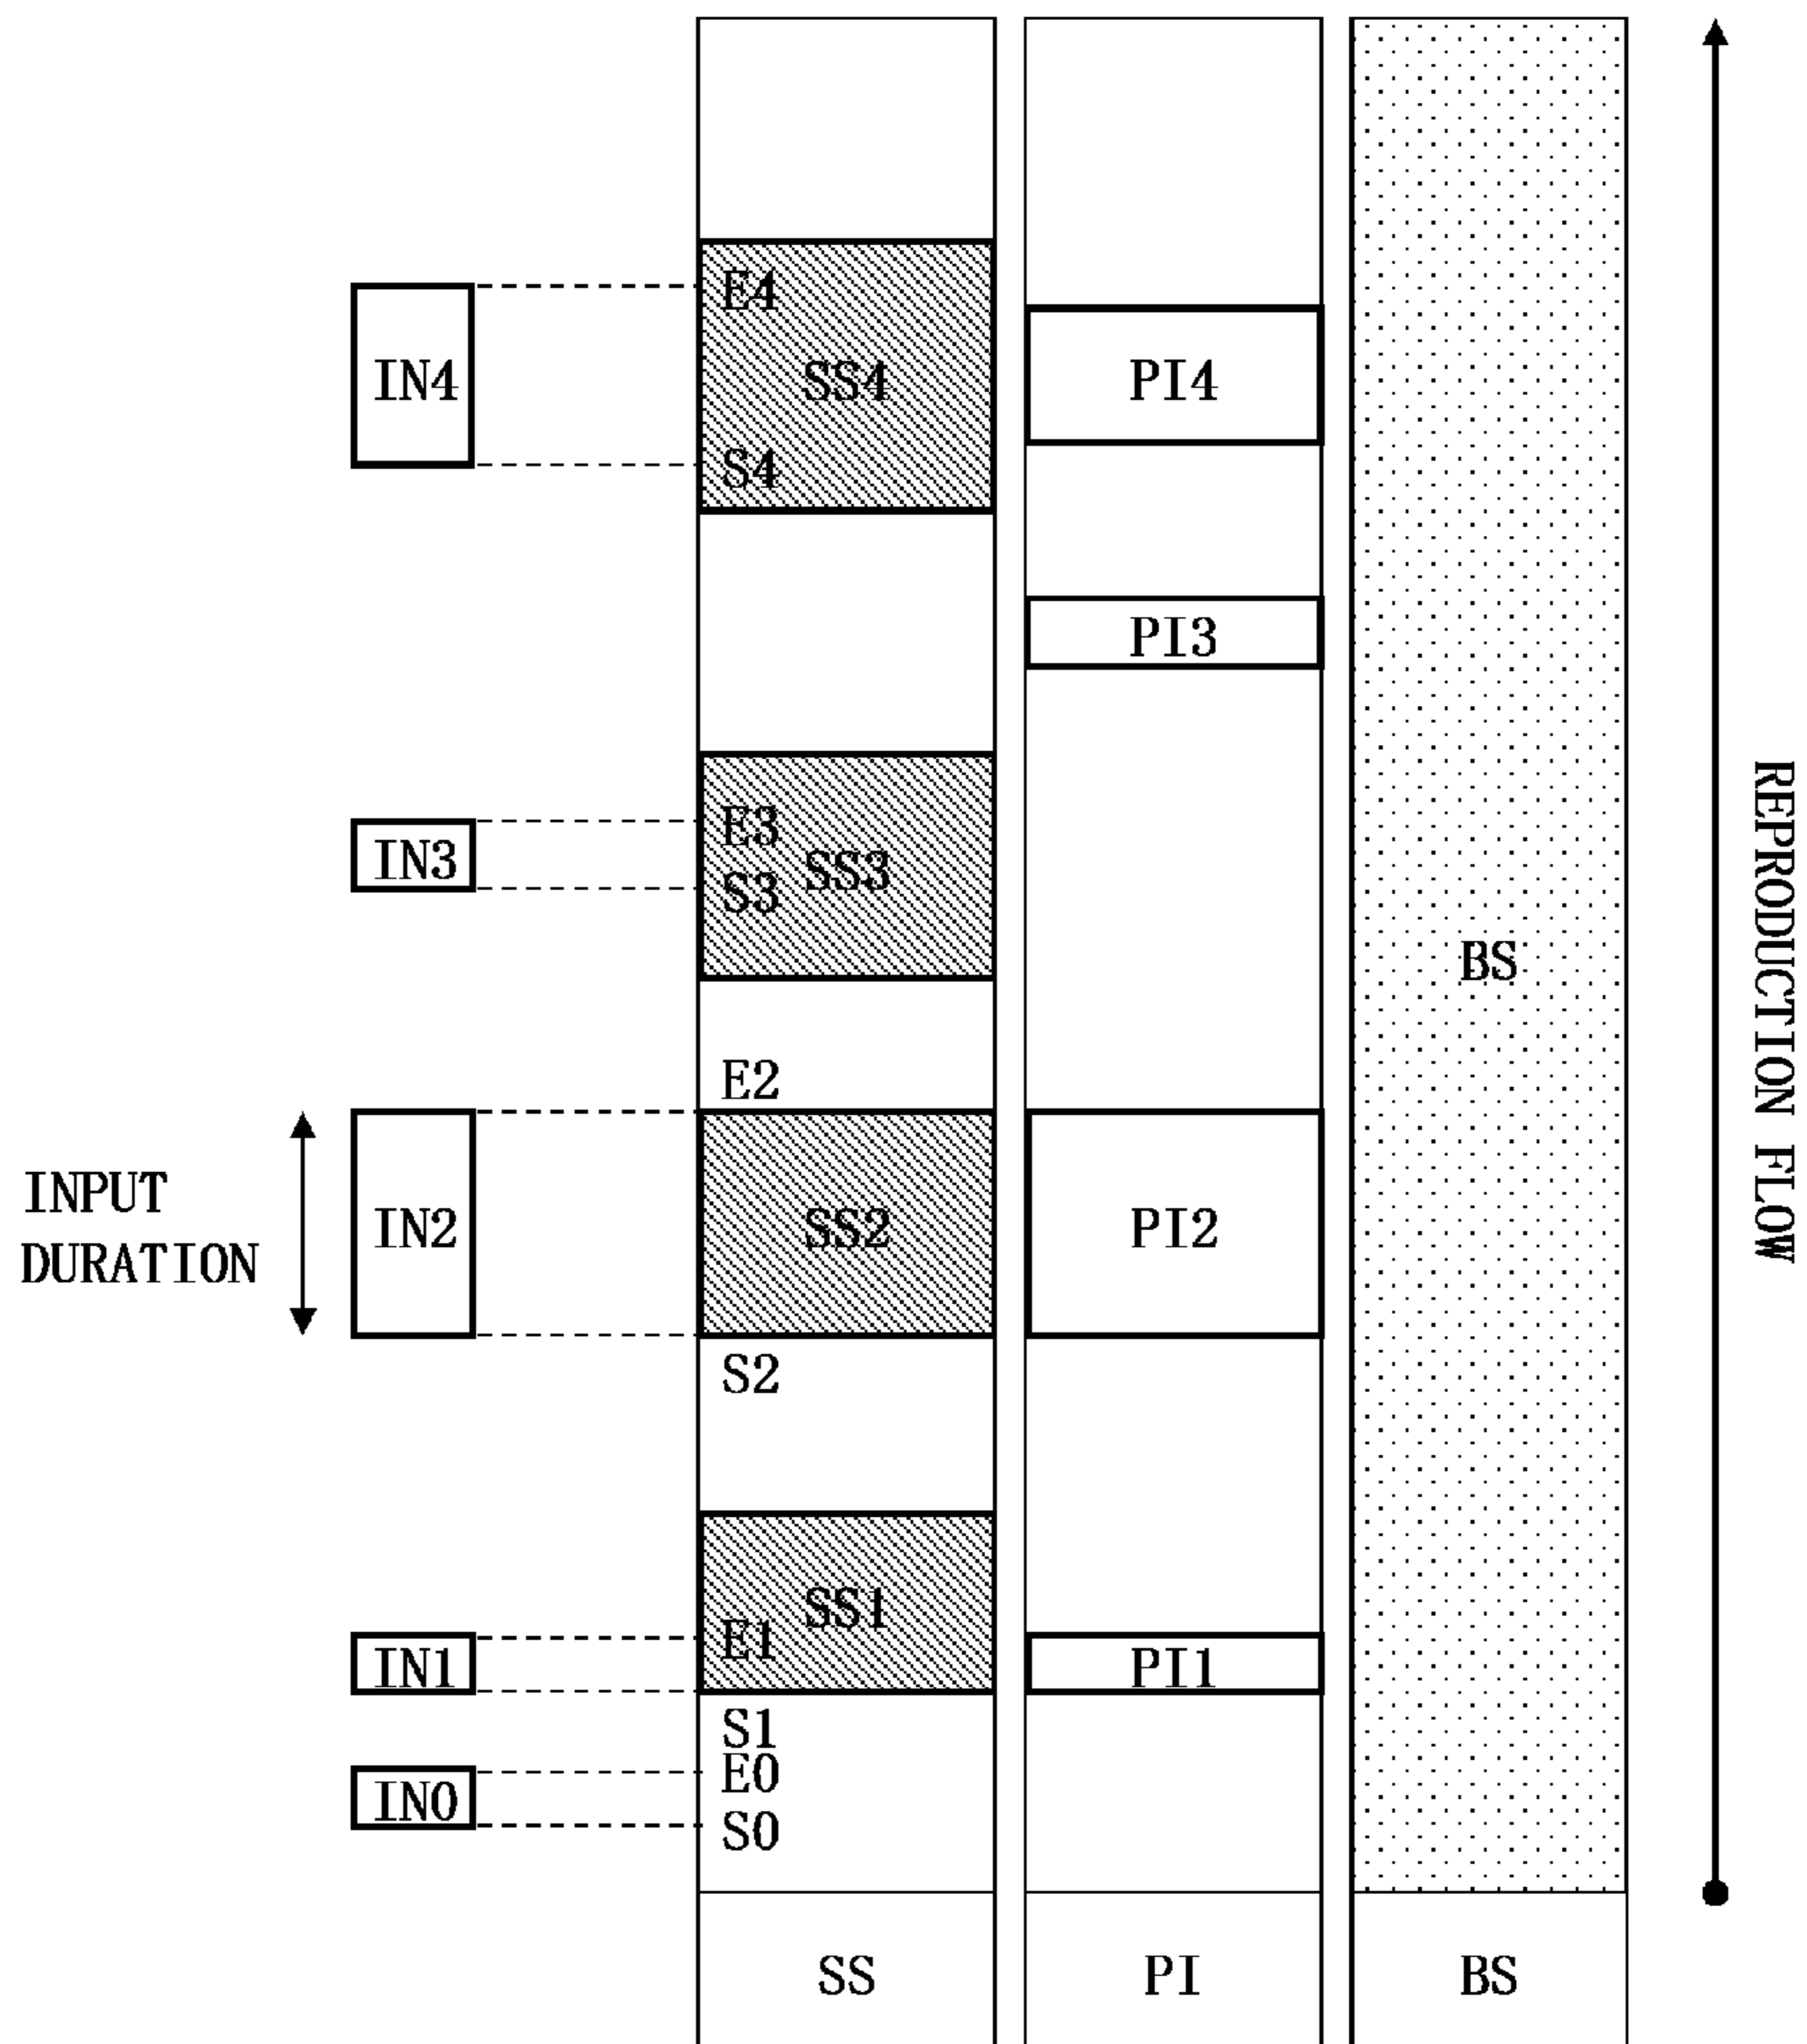 E4
IN4
SS4
PI4
S4
PI3
E3
IN3
SS3
S3
BS
REPRODUCTION FLOW
E2
INPUT
DURATION
IN2
SS2
PI2
S2
SS1
E1
IN1
PI1
S1
E0
IN0
S0
SS
PI
BS